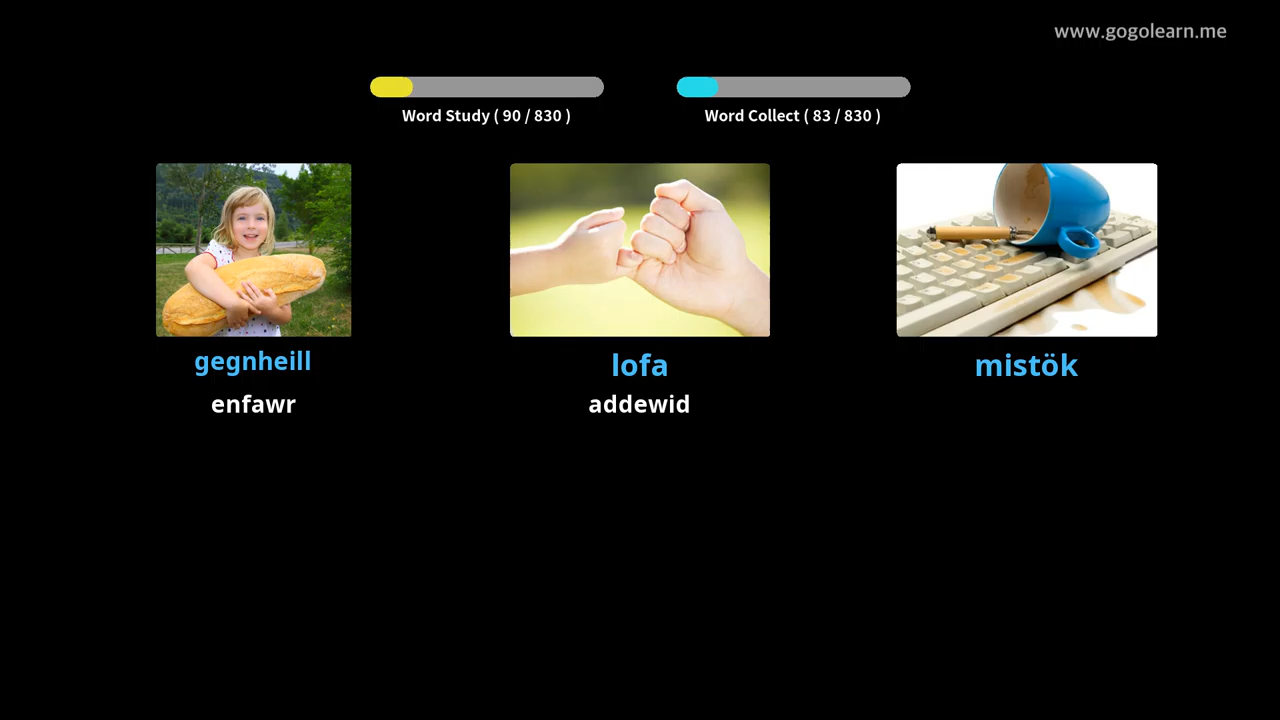 www.gogolearn.me
Word Study ( 90 / 830 )
Word Collect ( 83 / 830 )
gegnheill
enfawr
lofa
addewid
mistök